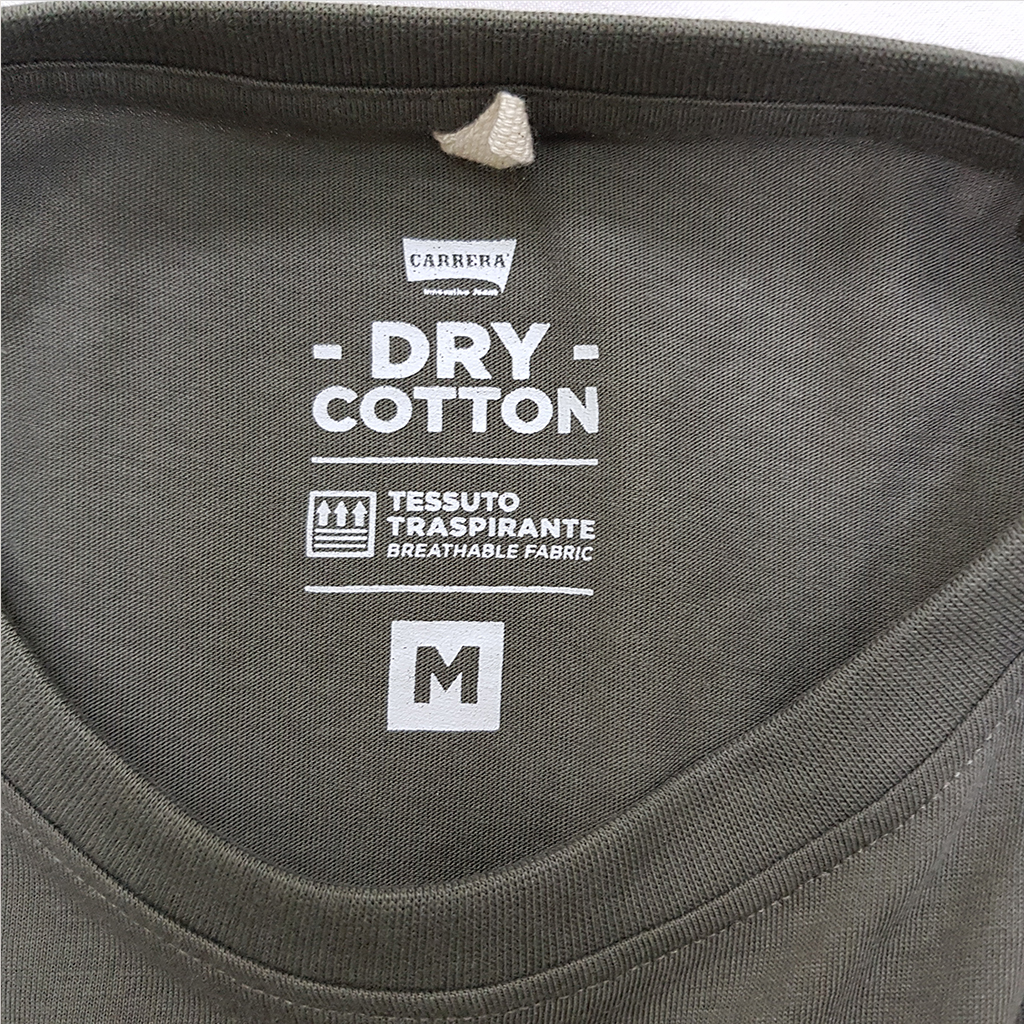 CARRERA
- DRY -
COTTON
TESSUTO
TRASPIRANTE
BREATHABLE FABRIC
M